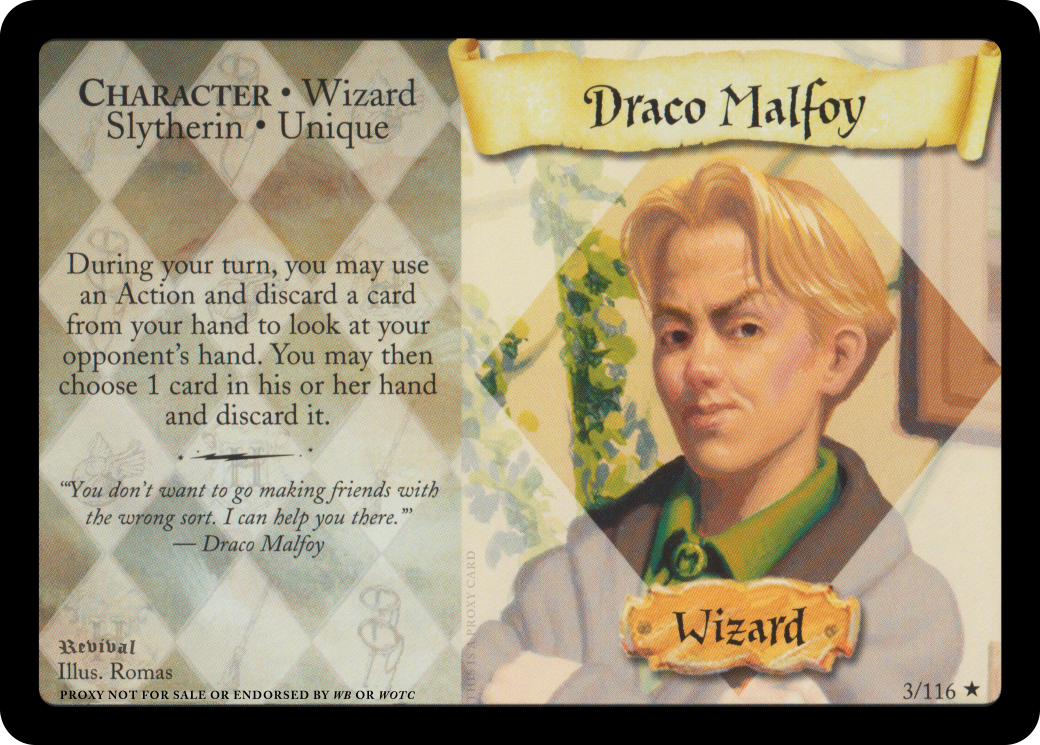 CHARACTER • Wizard
Slytherin • Unique
Draco Malfoy
During your turn, you may use
an Action and discard a card
from your hand to look at your
opponent’s hand. You may then
choose 1 card in his or her hand
and discard it.
“‘You don’t want to go making friends with
the wrong sort. I can help you there.’”
— Draco Malfoy
Revival
Illus. Romas
PROXY NOT FOR SALE OR ENDORSED BY WB OR WOTC
THIS IS A PROXY CARD
M
Wizard
3/116 ★